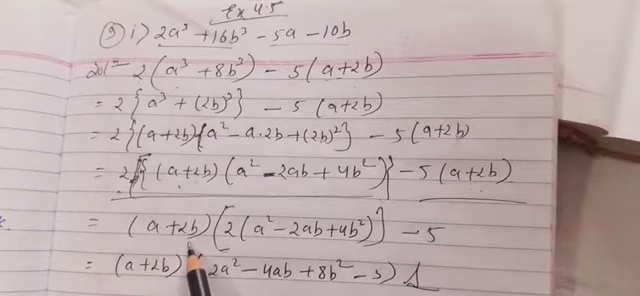 Ex 4.5
⑨ i) 2a³ + 16b³ - 5a - 10b
Solⁿ 2(a³ + 8b³) - 5(a+2b)
= 2{a³ + (2b)³} - 5(a+2b)
= 2{(a+2b)(a² - a·2b + (2b)²} - 5(a+2b)
= 2{(a+2b)(a² - 2ab + 4b²)} - 5(a+2b)
= (a+2b)[2(a² - 2ab + 4b²)] - 5
= (a+2b) 2a² - 4ab + 8b² - 5)